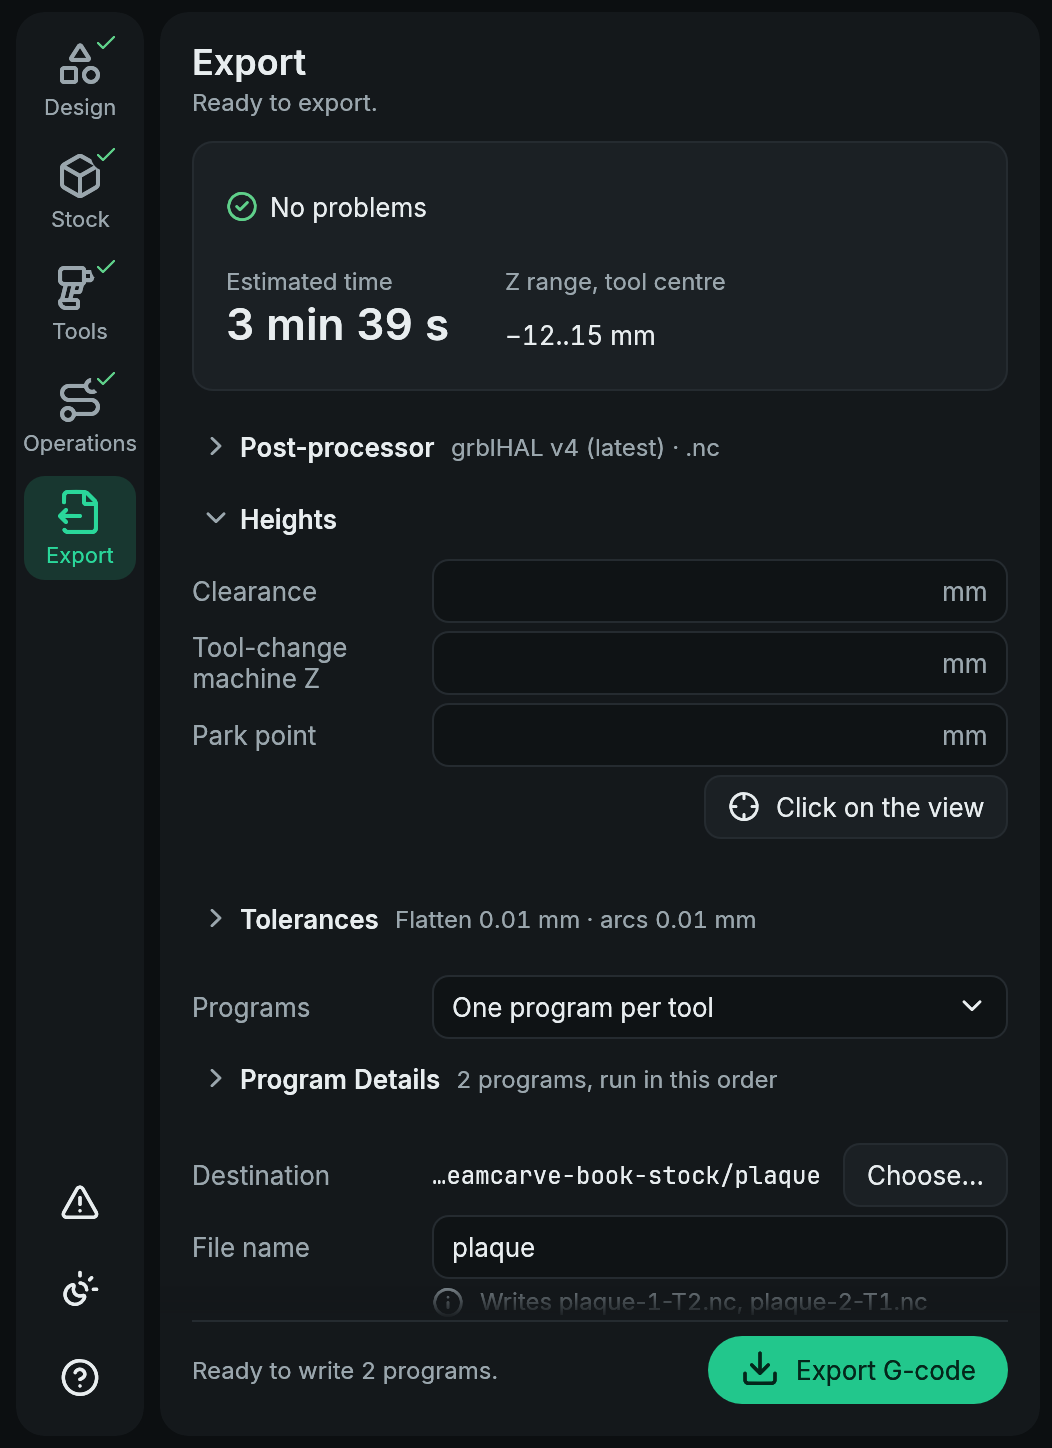 Design
Stock
Tools
Operations
Export
Export
Ready to export.
No problems
Estimated time
3 min 39 s
Z range, tool centre
−12..15 mm
Post-processor grblHAL v4 (latest) · .nc
Heights
Clearance mm
Tool-change
machine Z mm
Park point mm
Click on the view
Tolerances Flatten 0.01 mm · arcs 0.01 mm
Programs One program per tool
Program Details 2 programs, run in this order
Destination …eamcarve-book-stock/plaque Choose…
File name plaque
Writes plaque-1-T2.nc, plaque-2-T1.nc
Ready to write 2 programs. Export G-code